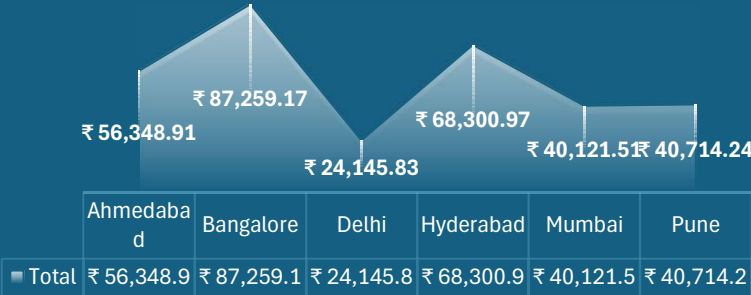 ₹ 87,259.17
₹ 68,300.97
₹ 56,348.91
₹ 40,121.51
₹ 40,714.24
₹ 24,145.83
Ahmedaba
d
Bangalore
Delhi
Hyderabad
Mumbai
Pune
Total ₹ 56,348.9 ₹ 87,259.1 ₹ 24,145.8 ₹ 68,300.9 ₹ 40,121.5 ₹ 40,714.2